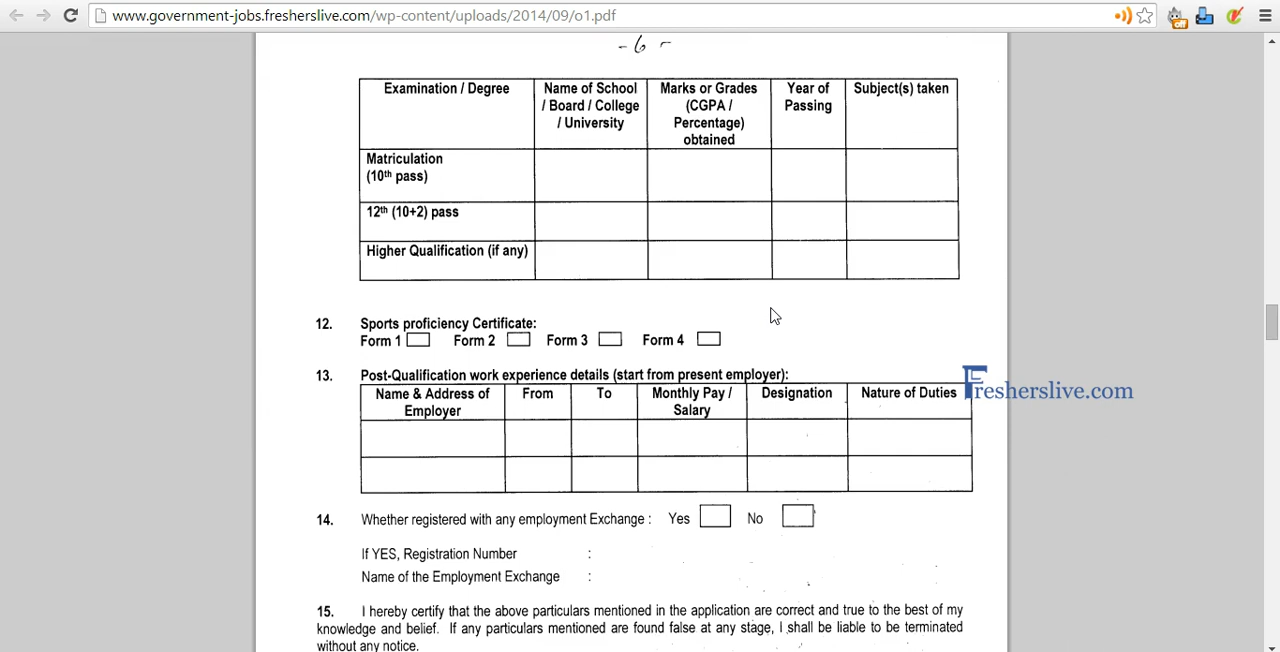 www.government-jobs.fresherslive.com/wp-content/uploads/2014/09/o1.pdf
off
- 6 -
Examination / Degree
Name of School / Board / College / University
Marks or Grades (CGPA / Percentage) obtained
Year of Passing
Subject(s) taken
Matriculation
(10th pass)
12th (10+2) pass
Higher Qualification (if any)
12. Sports proficiency Certificate:
Form 1 Form 2 Form 3 Form 4
13. Post-Qualification work experience details (start from present employer):
Name & Address of Employer
From
To
Monthly Pay / Salary
Designation
Nature of Duties
Fresherslive.com
14. Whether registered with any employment Exchange : Yes No
If YES, Registration Number :
Name of the Employment Exchange :
15. I hereby certify that the above particulars mentioned in the application are correct and true to the best of my
knowledge and belief. If any particulars mentioned are found false at any stage, I shall be liable to be terminated
without any notice.